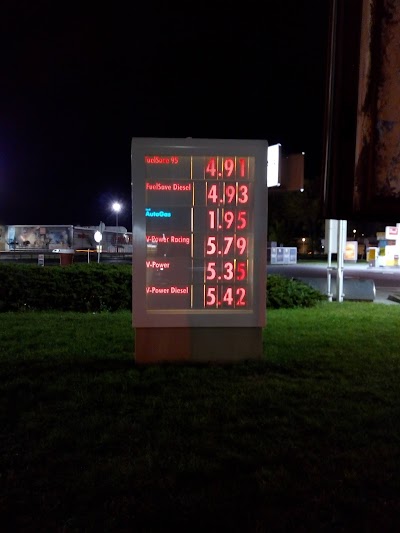 FuelSave 95 4.91
FuelSave Diesel 4.93
AutoGas 1.95
V-Power Racing 5.79
V-Power 5.35
V-Power Diesel 5.42